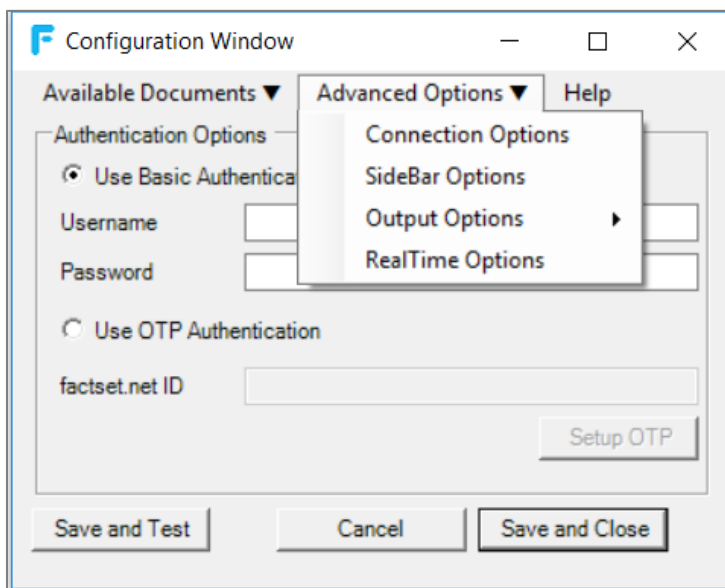 Configuration Window
Available Documents ▼ Advanced Options ▼ Help
Authentication Options
Connection Options
Use Basic
SideBar Options
Username
Output Options
Password
RealTime Options
Use OTP Authentication
factset.net ID
Setup OTP
Save and Test Cancel Save and Close